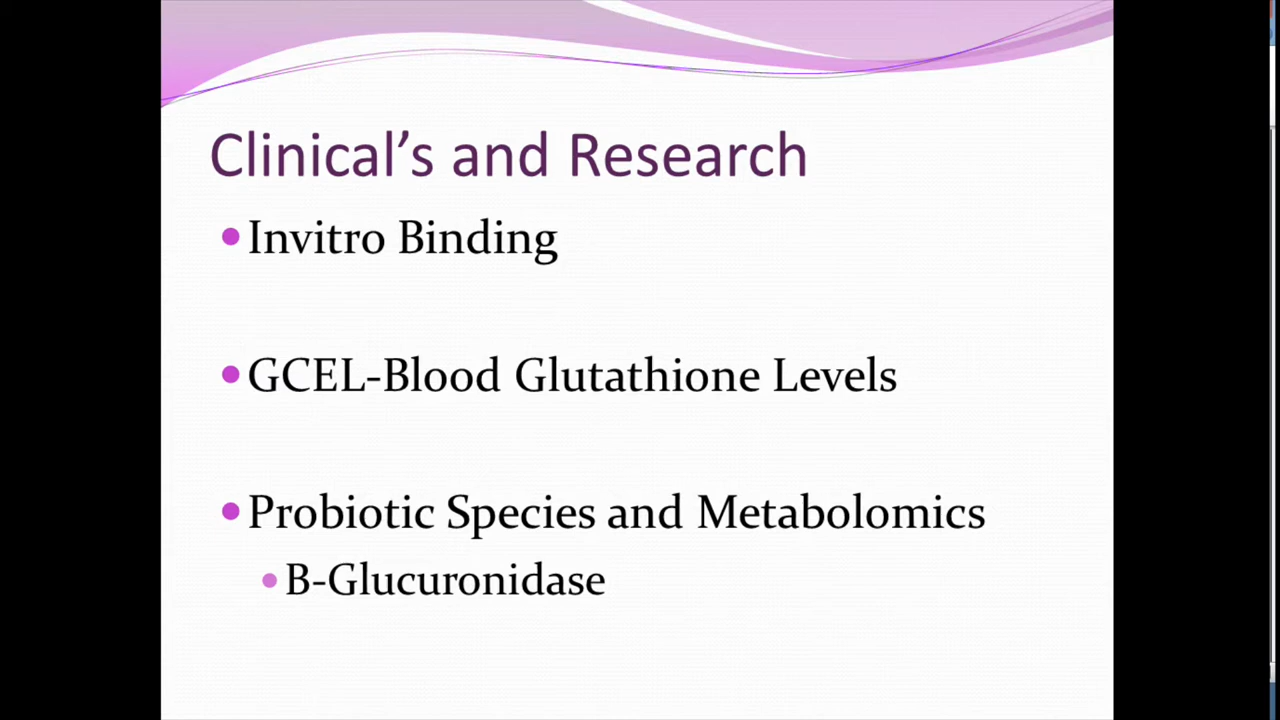 Clinical’s and Research
Invitro Binding
GCEL-Blood Glutathione Levels
Probiotic Species and Metabolomics
B-Glucuronidase